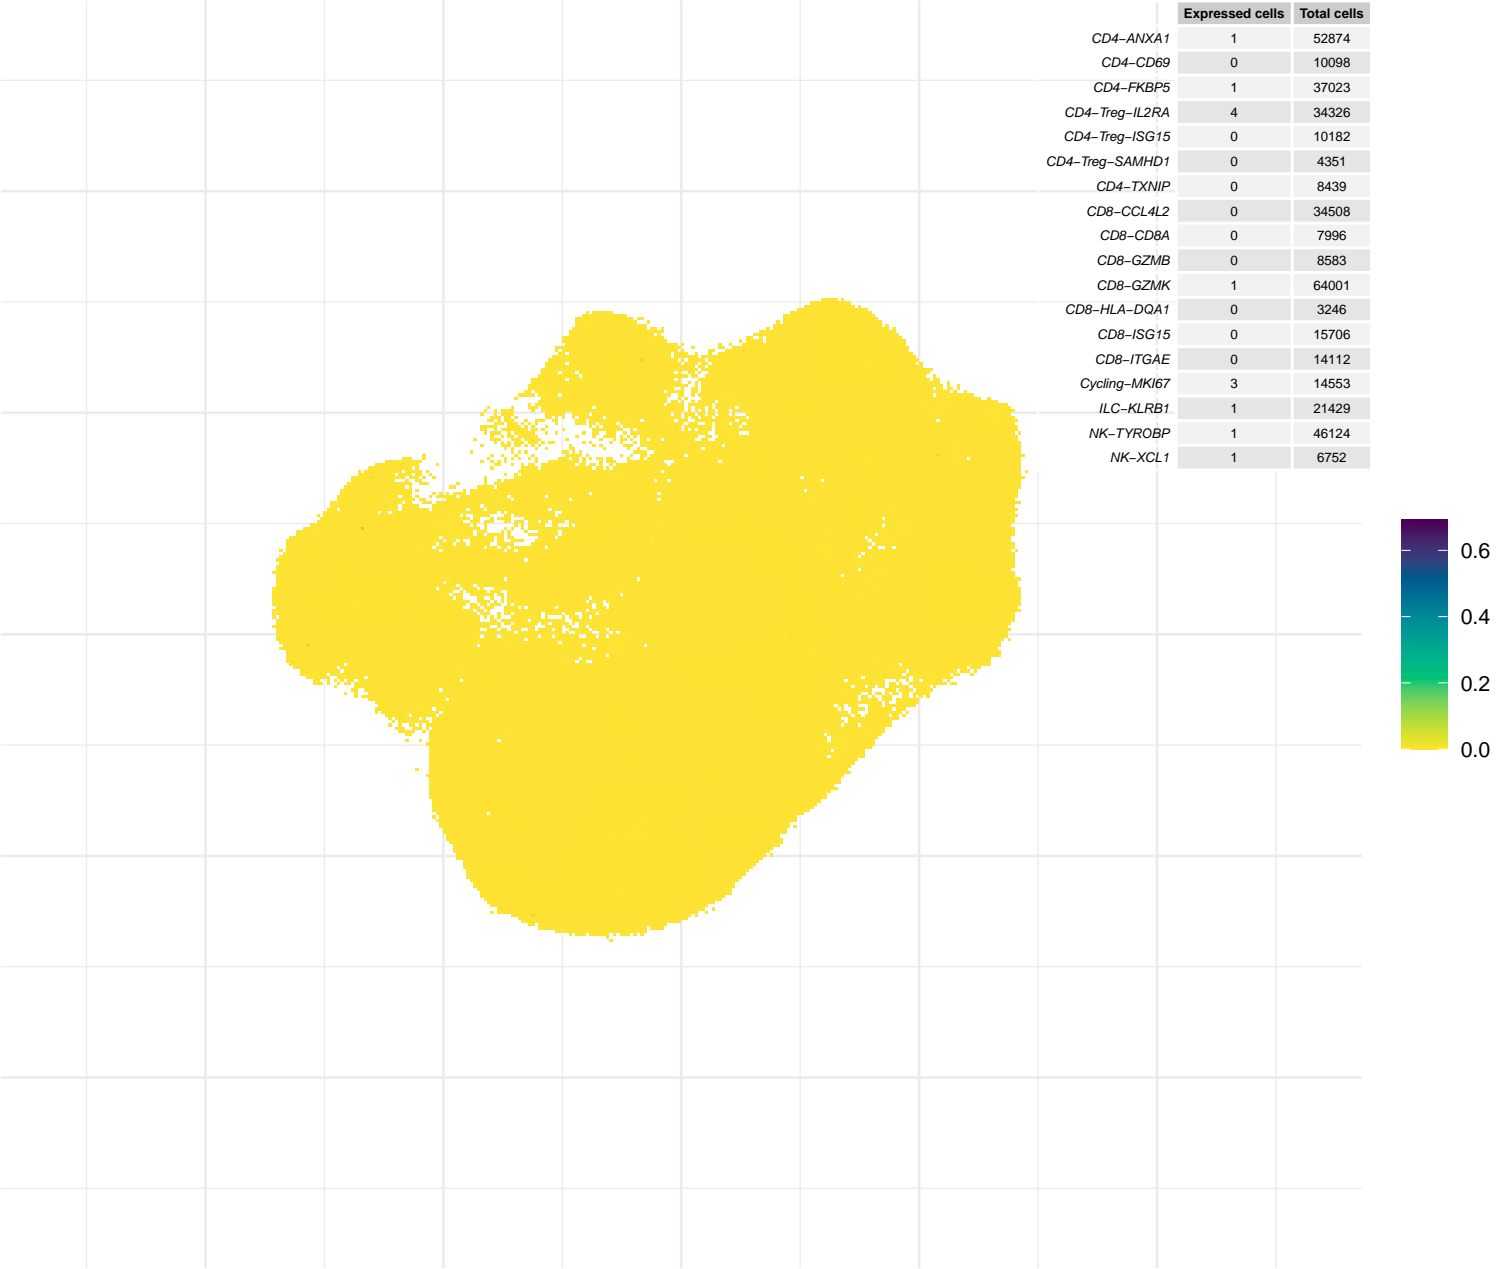 Expressed cells Total cells
CD4−ANXA1 1 52874
CD4−CD69 0 10098
CD4−FKBP5 1 37023
CD4−Treg−IL2RA 4 34326
CD4−Treg−ISG15 0 10182
CD4−Treg−SAMHD1 0 4351
CD4−TXNIP 0 8439
CD8−CCL4L2 0 34508
CD8−CD8A 0 7996
CD8−GZMB 0 8583
CD8−GZMK 1 64001
CD8−HLA−DQA1 0 3246
CD8−ISG15 0 15706
CD8−ITGAE 0 14112
Cycling−MKI67 3 14553
ILC−KLRB1 1 21429
NK−TYROBP 1 46124
NK−XCL1 1 6752
0.6
0.4
0.2
0.0